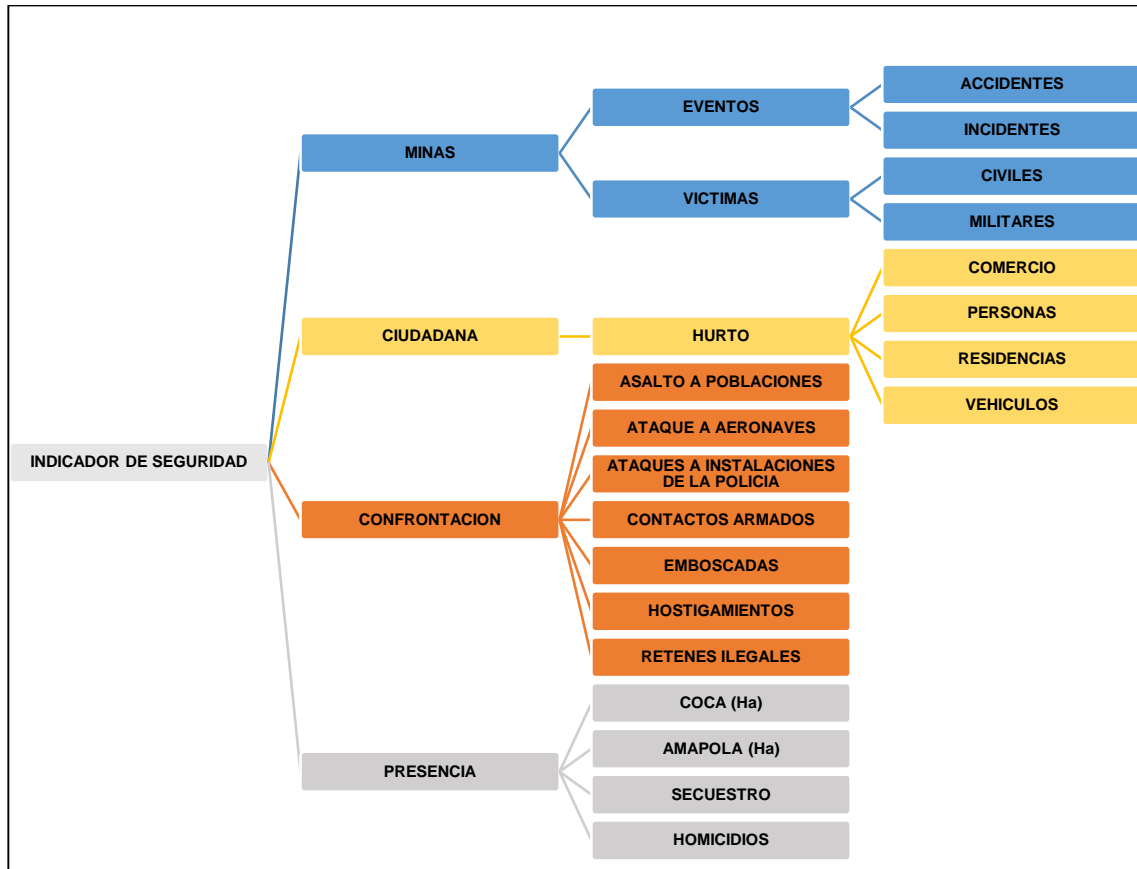 ACCIDENTES
EVENTOS
INCIDENTES
MINAS
CIVILES
VICTIMAS
MILITARES
COMERCIO
PERSONAS
CIUDADANA
HURTO
RESIDENCIAS
ASALTO A POBLACIONES
VEHICULOS
ATAQUE A AERONAVES
INDICADOR DE SEGURIDAD
ATAQUES A INSTALACIONES
DE LA POLICIA
CONFRONTACION
CONTACTOS ARMADOS
EMBOSCADAS
HOSTIGAMIENTOS
RETENES ILEGALES
COCA (Ha)
AMAPOLA (Ha)
PRESENCIA
SECUESTRO
HOMICIDIOS